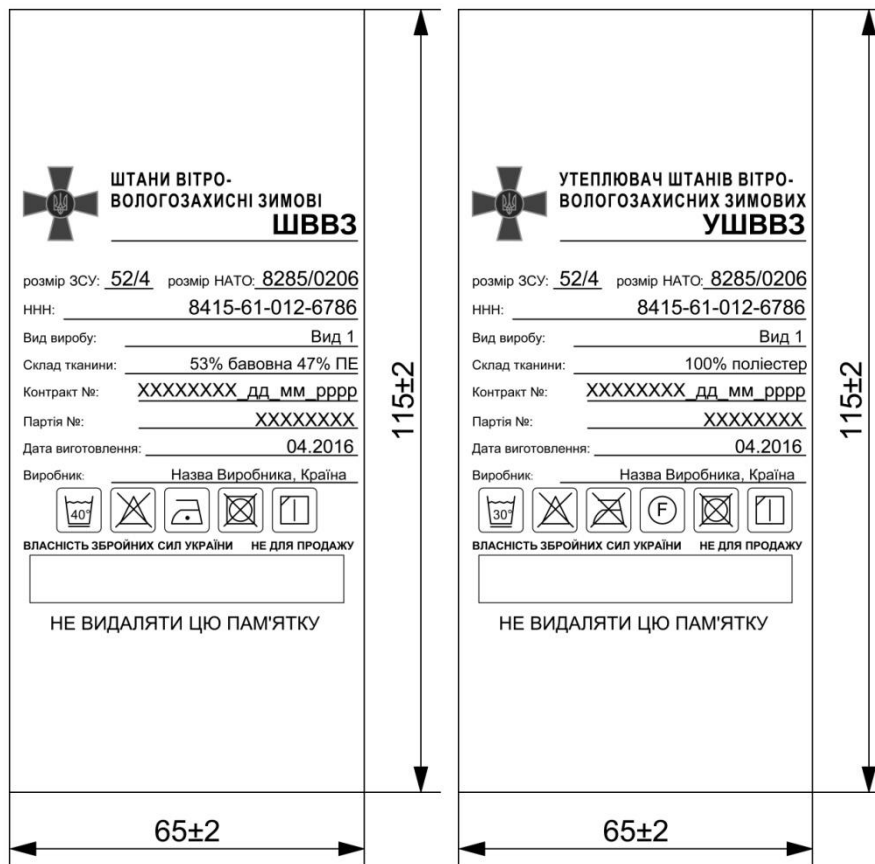 ШТАНИ ВІТРО-
ВОЛОГОЗАХИСНІ ЗИМОВІ
ШВВЗ
розмір ЗСУ: 52/4 розмір НАТО: 8285/0206
ННН: 8415-61-012-6786
Вид виробу: Вид 1
Склад тканини: 53% бавовна 47% ПЕ
Контракт №: XXXXXXXX_дд_мм_рррр
Партія №: XXXXXXXX
Дата виготовлення: 04.2016
Виробник: Назва Виробника, Країна
40°
ВЛАСНІСТЬ ЗБРОЙНИХ СИЛ УКРАЇНИ НЕ ДЛЯ ПРОДАЖУ
НЕ ВИДАЛЯТИ ЦЮ ПАМ'ЯТКУ
115±2
65±2
УТЕПЛЮВАЧ ШТАНІВ ВІТРО-
ВОЛОГОЗАХИСНИХ ЗИМОВИХ
УШВВЗ
розмір ЗСУ: 52/4 розмір НАТО: 8285/0206
ННН: 8415-61-012-6786
Вид виробу: Вид 1
Склад тканини: 100% поліестер
Контракт №: XXXXXXXX_дд_мм_рррр
Партія №: XXXXXXXX
Дата виготовлення: 04.2016
Виробник: Назва Виробника, Країна
30°
F
ВЛАСНІСТЬ ЗБРОЙНИХ СИЛ УКРАЇНИ НЕ ДЛЯ ПРОДАЖУ
НЕ ВИДАЛЯТИ ЦЮ ПАМ'ЯТКУ
115±2
65±2